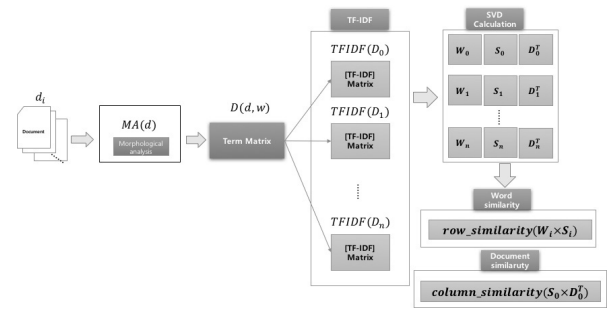 d_i
Document
MA(d)
Morphological
analysis
D(d, w)
Term Matrix
TF-IDF
TFIDF(D_0)
[TF-IDF]
Matrix
TFIDF(D_1)
[TF-IDF]
Matrix
TFIDF(D_n)
[TF-IDF]
Matrix
SVD
Calculation
W_0 S_0 D_0^T
W_1 S_1 D_1^T
W_n S_n D_n^T
Word
similarity
row_similarity(W_i×S_i)
Document
similaruty
column_similarity(S_0×D_0^T)